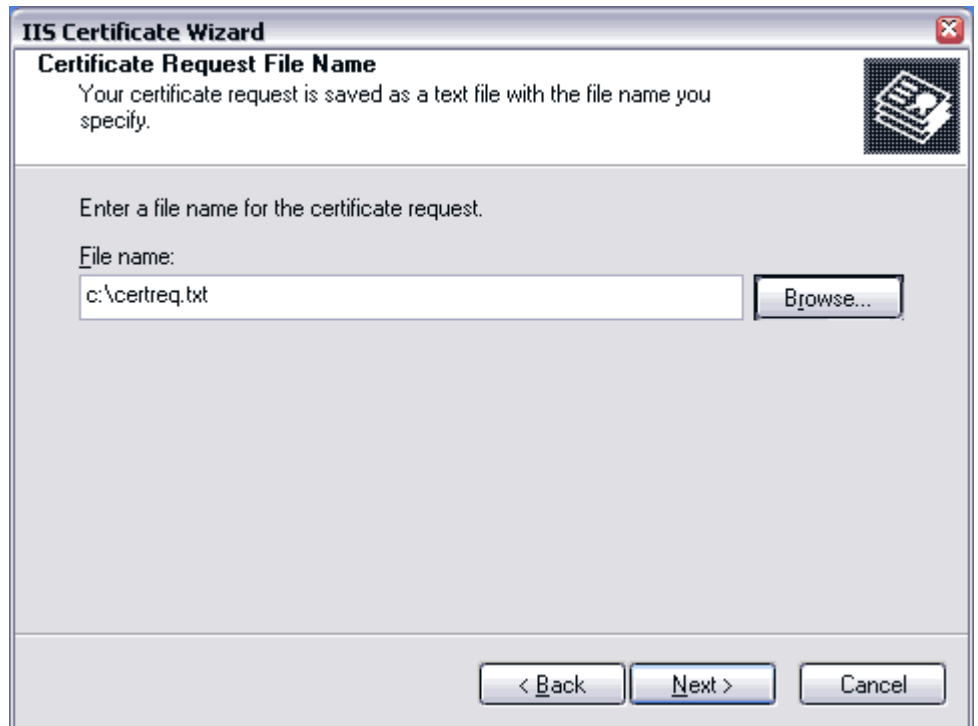 IIS Certificate Wizard
Certificate Request File Name
Your certificate request is saved as a text file with the file name you
specify.
Enter a file name for the certificate request.
File name:
c:\certreq.txt
Browse...
< Back
Next >
Cancel